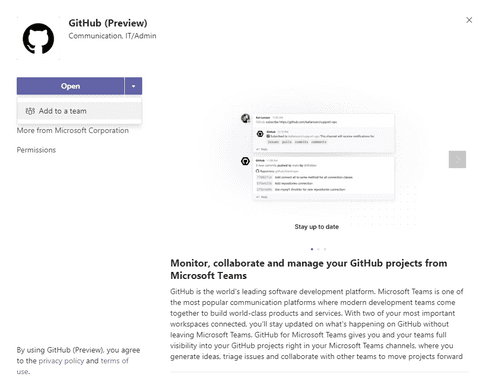 GitHub (Preview)
Communication, IT/Admin
Open
Add to a team
More from Microsoft Corporation
Permissions
Stay up to date
Monitor, collaborate and manage your GitHub projects from
Microsoft Teams
GitHub is the world's leading software development platform. Microsoft Teams is one of
the most popular communication platforms where modern development teams come
together to build world-class products and services. With two of your most important
workspaces connected, you'll stay updated on what's happening on GitHub without
leaving Microsoft Teams. GitHub for Microsoft Teams gives you and your teams full
visibility into your GitHub projects right in your Microsoft Teams channels, where you
generate ideas, triage issues and collaborate with other teams to move projects forward
By using GitHub (Preview), you agree
to the privacy policy and terms of
use.